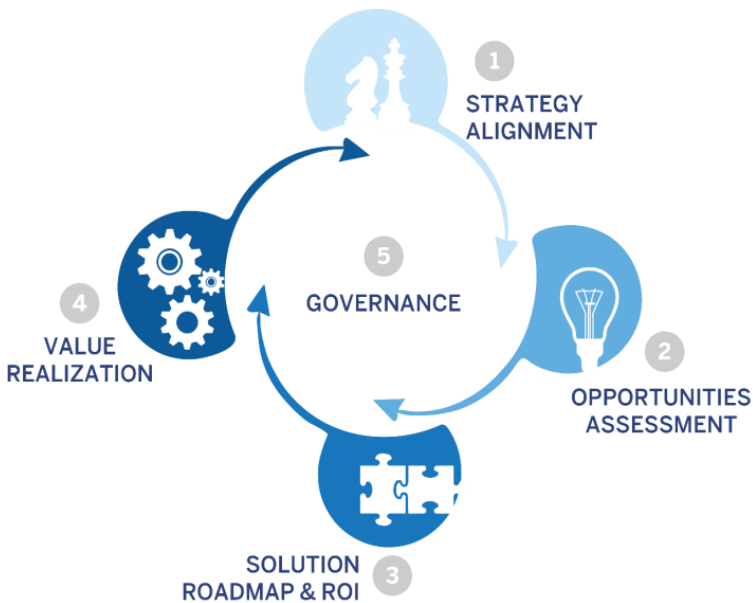 1
STRATEGY
ALIGNMENT
2
OPPORTUNITIES
ASSESSMENT
3
SOLUTION
ROADMAP & ROI
4
VALUE
REALIZATION
5
GOVERNANCE